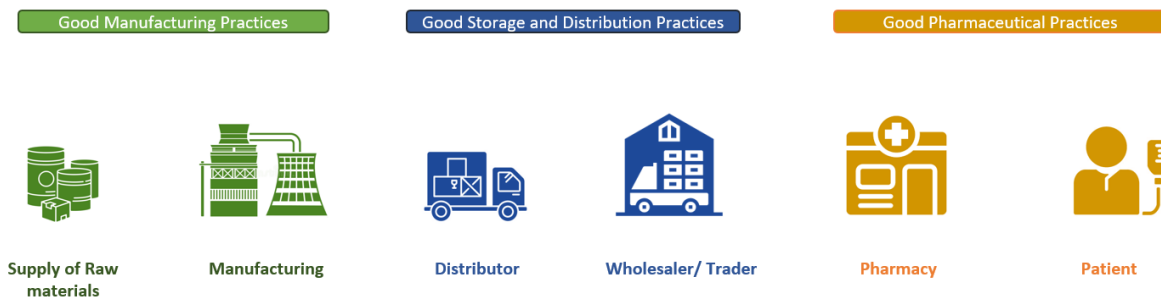 Good Manufacturing Practices
Good Storage and Distribution Practices
Good Pharmaceutical Practices
Supply of Raw
materials
Manufacturing
Distributor
Wholesaler/ Trader
Pharmacy
Patient